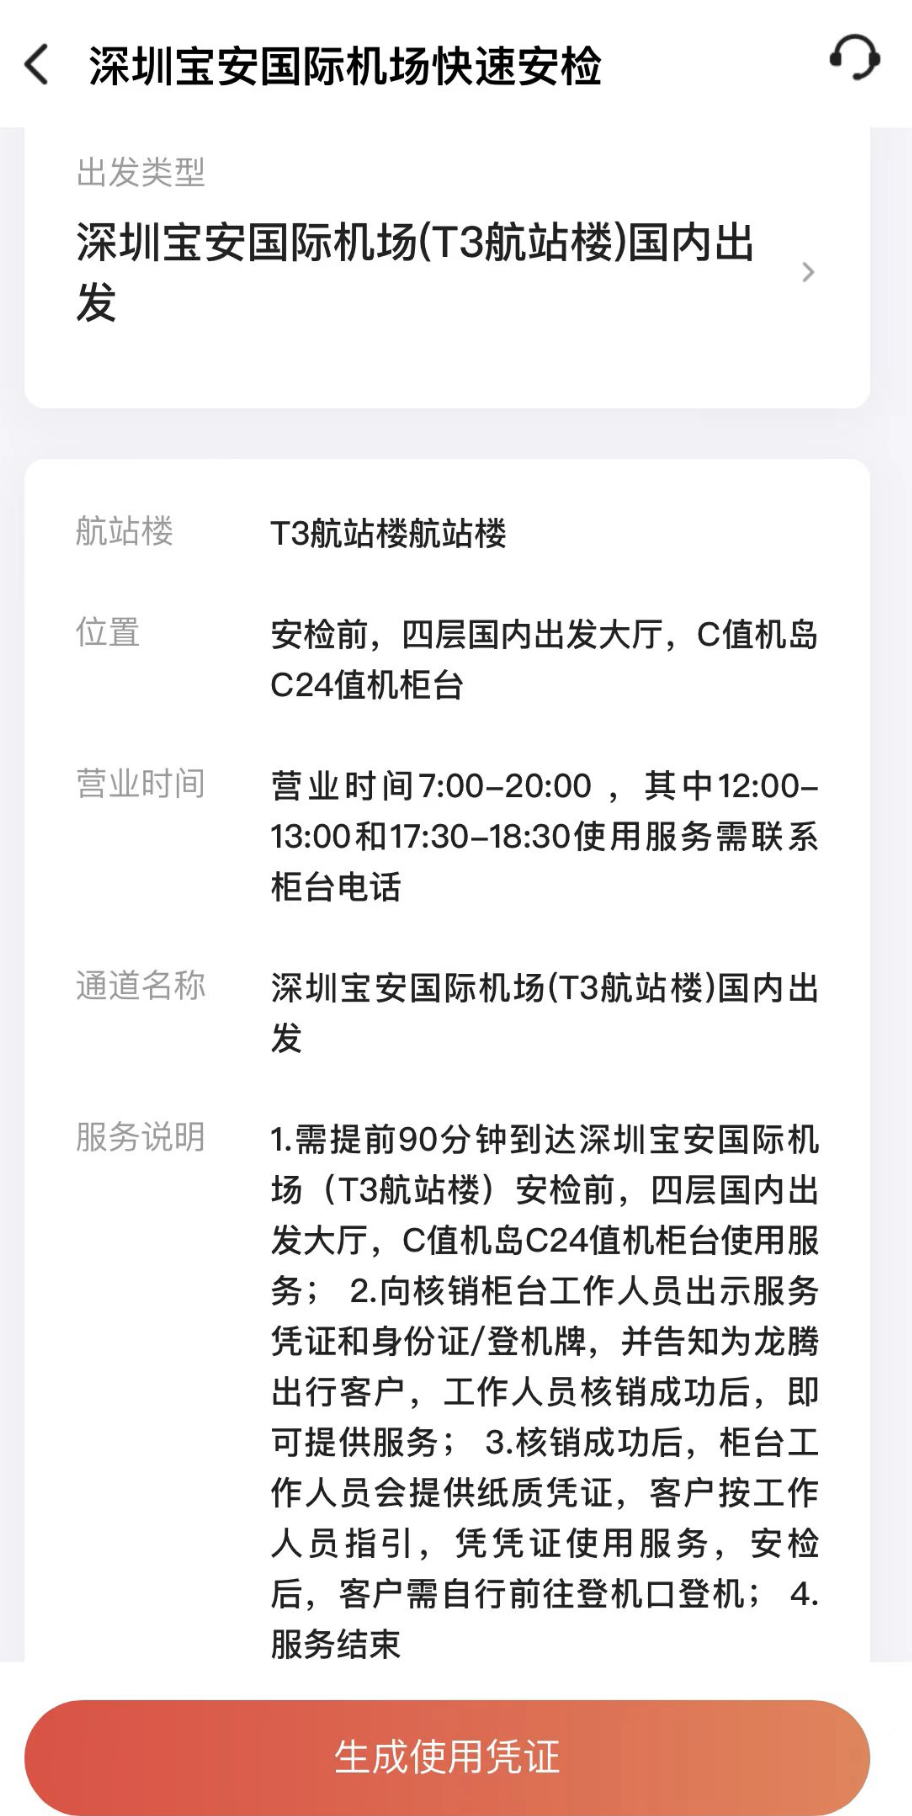 深圳宝安国际机场快速安检
出发类型
深圳宝安国际机场(T3航站楼)国内出
发
航站楼
T3航站楼航站楼
位置
安检前，四层国内出发大厅，C值机岛
C24值机柜台
营业时间
营业时间7:00–20:00 ，其中12:00–
13:00和17:30–18:30使用服务需联系
柜台电话
通道名称
深圳宝安国际机场(T3航站楼)国内出
发
服务说明
1.需提前90分钟到达深圳宝安国际机
场（T3航站楼）安检前，四层国内出
发大厅，C值机岛C24值机柜台使用服
务； 2.向核销柜台工作人员出示服务
凭证和身份证/登机牌，并告知为龙腾
出行客户，工作人员核销成功后，即
可提供服务； 3.核销成功后，柜台工
作人员会提供纸质凭证，客户按工作
人员指引，凭凭证使用服务，安检
后，客户需自行前往登机口登机； 4.
服务结束
生成使用凭证